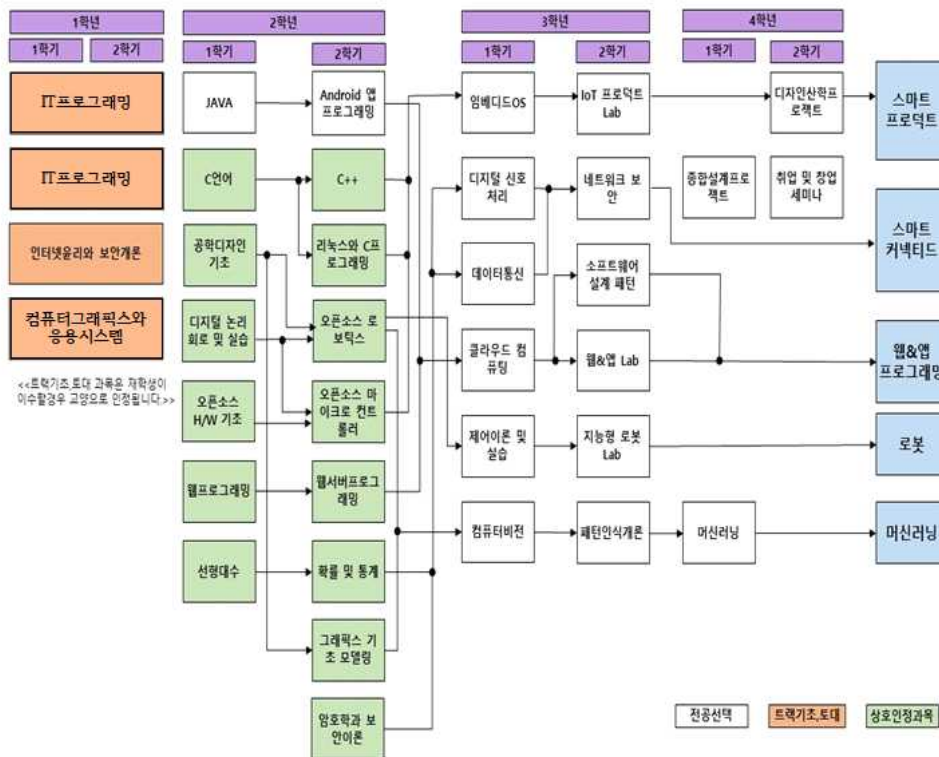 1학년
2학년
3학년
4학년
1학기
2학기
1학기
2학기
1학기
2학기
1학기
2학기
IT프로그래밍
JAVA
Android 앱
프로그래밍
임베디드OS
IoT 프로덕트
Lab
디자인산학프
로젝트
스마트
프로덕트
IT프로그래밍
C언어
C++
디지털 신호
처리
네트워크 보
안
종합설계프로
젝트
취업 및 창업
세미나
스마트
커넥티드
인터넷윤리와 보안개론
공학디자인
기초
리눅스와 C프
로그래밍
데이터통신
소프트웨어
설계 패턴
컴퓨터그래픽스와
응용시스템
디지털 논리
회로 및 실습
오픈소스 로
보틱스
클라우드 컴
퓨팅
웹&앱 Lab
웹&앱
프로그래밍
<<트랙기초,토대 과목은 재학생이
이수할경우 교양으로 인정됩니다.>>
오픈소스
H/W 기초
오픈소스 마
이크로 컨트
롤러
제어이론 및
실습
지능형 로봇
Lab
로봇
웹프로그래밍
웹서버프로그
래밍
컴퓨터비전
패턴인식개론
머신러닝
머신러닝
선형대수
확률 및 통계
그래픽스 기
초 모델링
암호학과 보
안이론
전공선택
트랙기초,토대
상호인정과목